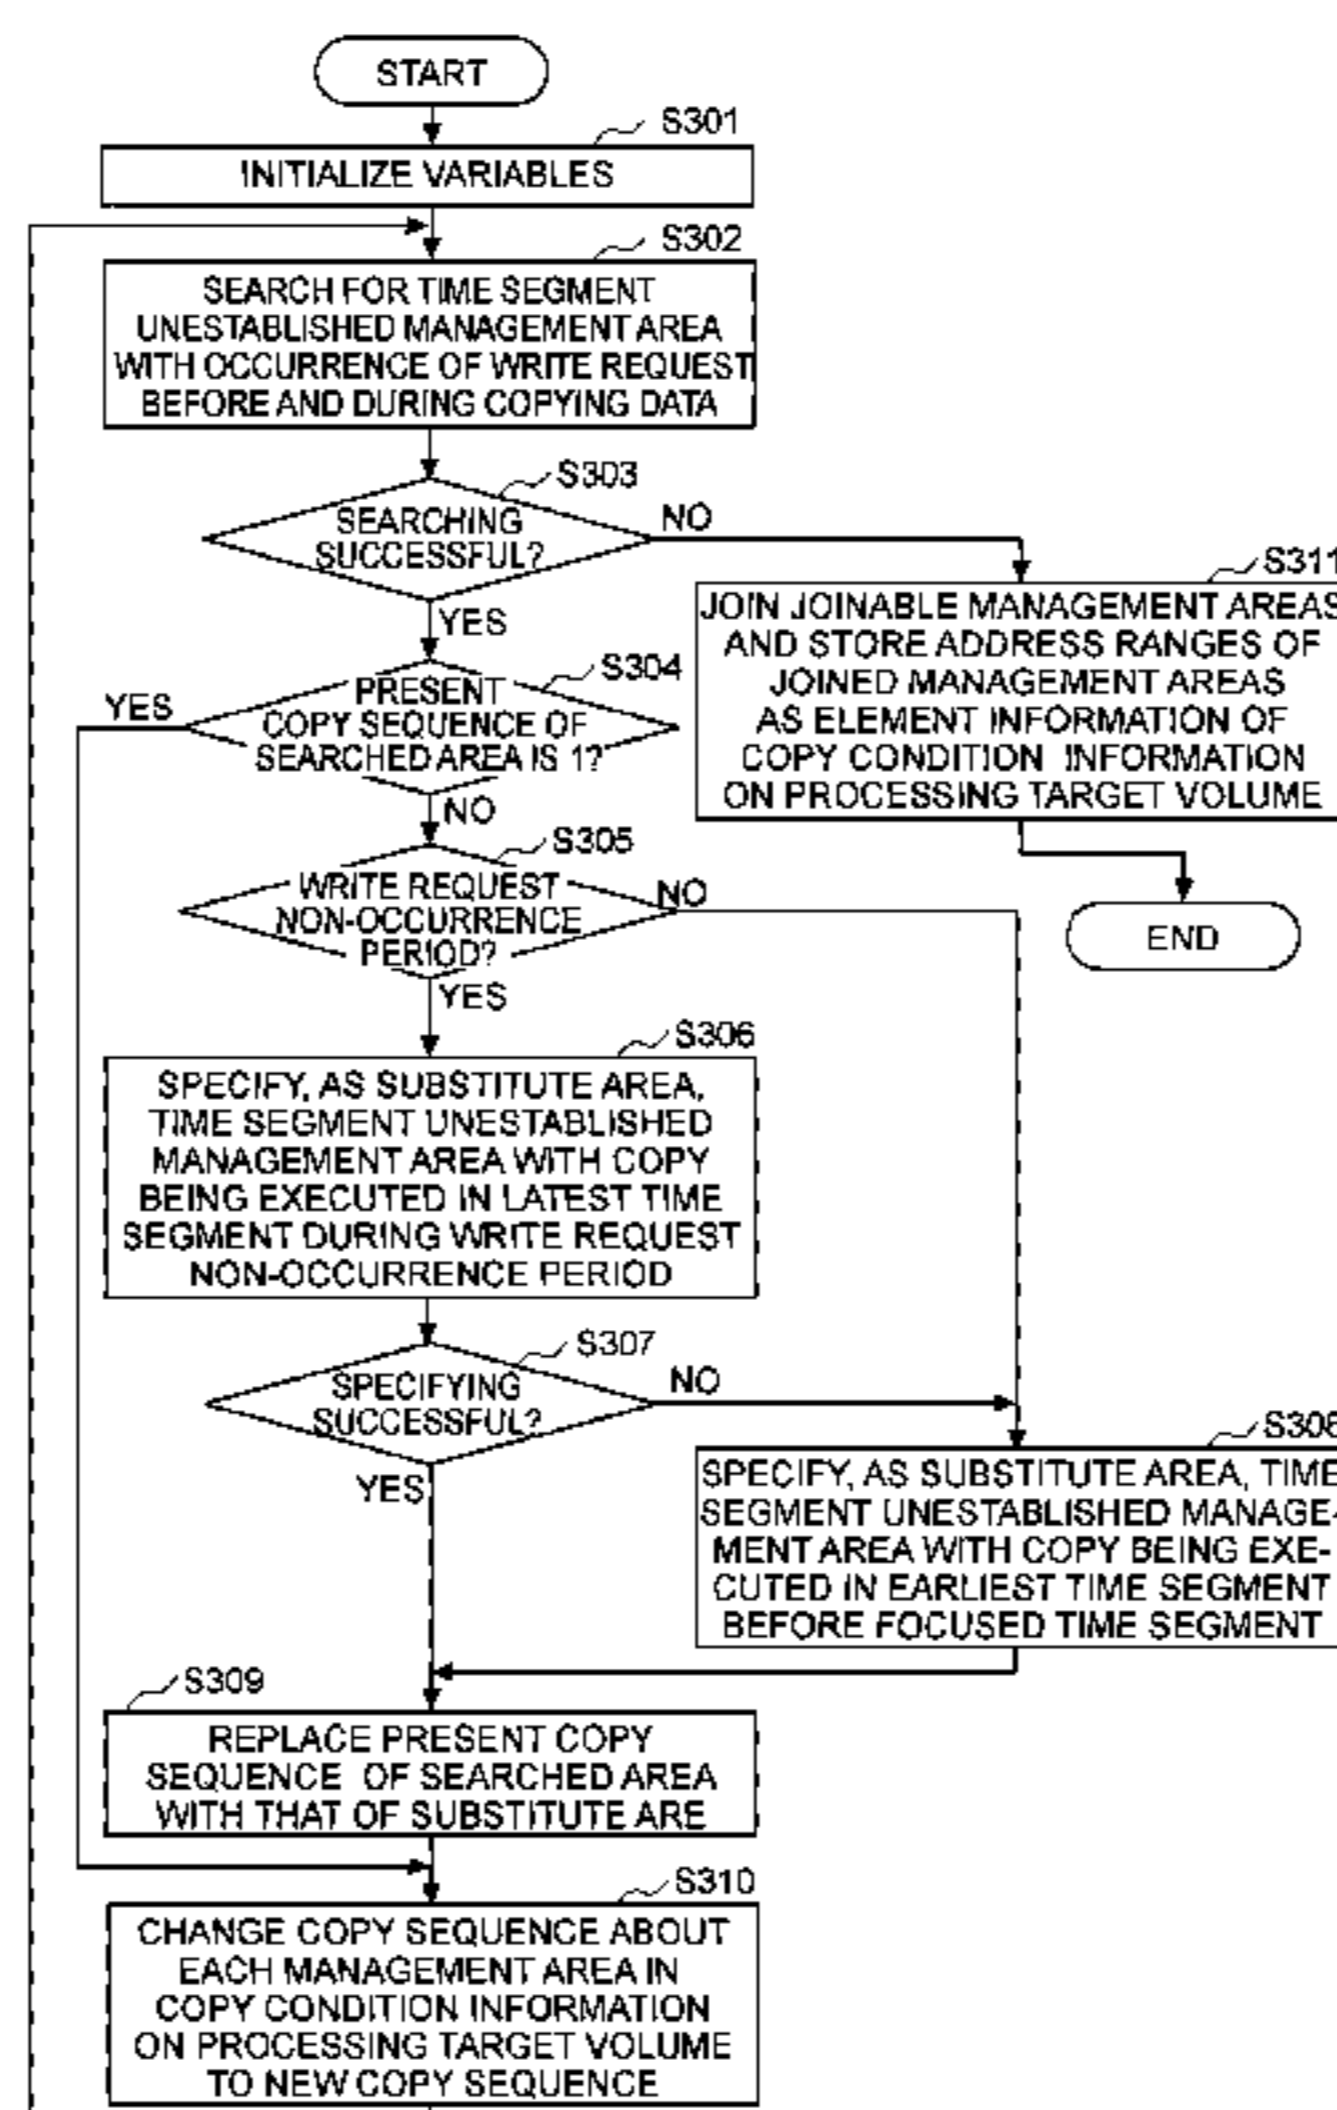 START
S301
INITIALIZE VARIABLES
S302
SEARCH FOR TIME SEGMENT
UNESTABLISHED MANAGEMENT AREA
WITH OCCURRENCE OF WRITE REQUEST
BEFORE AND DURING COPYING DATA
S303
SEARCHING
SUCCESSFUL?
NO
YES
S311
JOIN JOINABLE MANAGEMENT AREAS
AND STORE ADDRESS RANGES OF
JOINED MANAGEMENT AREAS
AS ELEMENT INFORMATION OF
COPY CONDITION INFORMATION
ON PROCESSING TARGET VOLUME
END
S304
PRESENT
COPY SEQUENCE OF
SEARCHED AREA IS 1?
YES
NO
S305
WRITE REQUEST
NON-OCCURRENCE
PERIOD?
NO
YES
S306
SPECIFY, AS SUBSTITUTE AREA,
TIME SEGMENT UNESTABLISHED
MANAGEMENT AREA WITH COPY
BEING EXECUTED IN LATEST TIME
SEGMENT DURING WRITE REQUEST
NON-OCCURRENCE PERIOD
S307
SPECIFYING
SUCCESSFUL?
NO
YES
S308
SPECIFY, AS SUBSTITUTE AREA, TIME
SEGMENT UNESTABLISHED MANAGE-
MENT AREA WITH COPY BEING EXE-
CUTED IN EARLIEST TIME SEGMENT
BEFORE FOCUSED TIME SEGMENT
S309
REPLACE PRESENT COPY
SEQUENCE OF SEARCHED AREA
WITH THAT OF SUBSTITUTE ARE
S310
CHANGE COPY SEQUENCE ABOUT
EACH MANAGEMENT AREA IN
COPY CONDITION INFORMATION
ON PROCESSING TARGET VOLUME
TO NEW COPY SEQUENCE